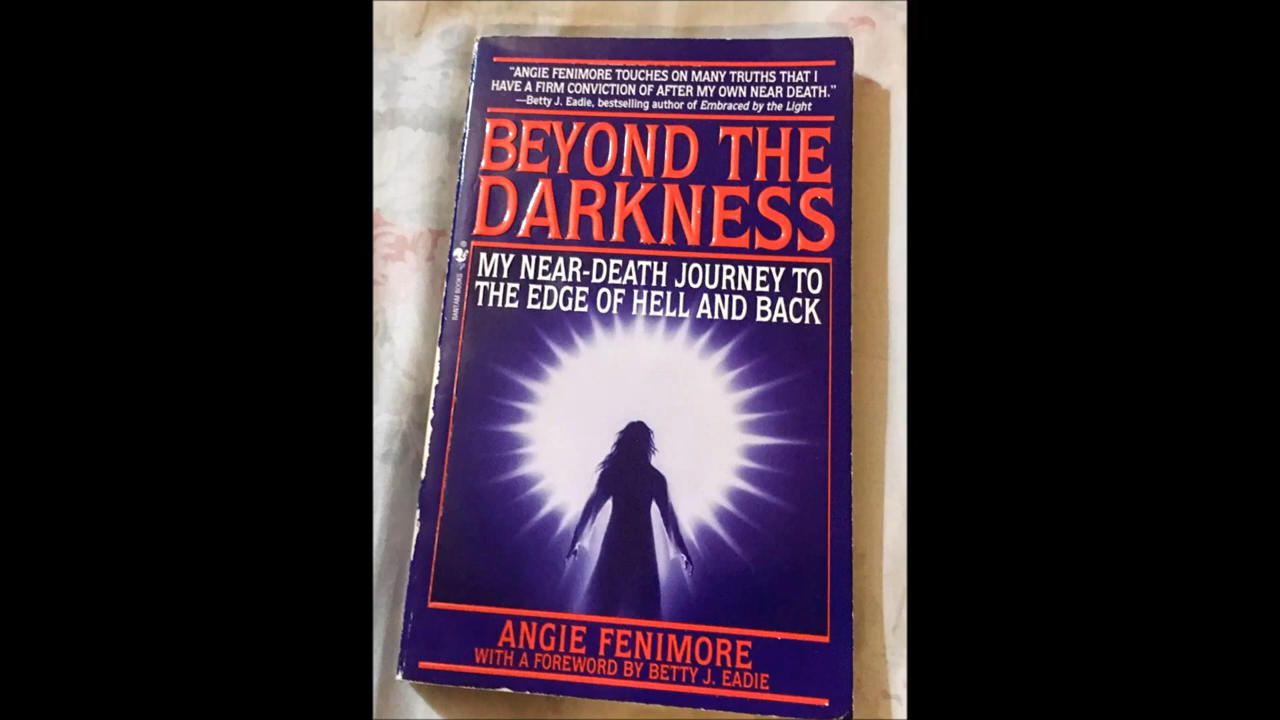 “ANGIE FENIMORE TOUCHES ON MANY TRUTHS THAT I
HAVE A FIRM CONVICTION OF AFTER MY OWN NEAR DEATH.”
—Betty J. Eadie, bestselling author of Embraced by the Light
BEYOND THE
DARKNESS
MY NEAR-DEATH JOURNEY TO
THE EDGE OF HELL AND BACK
BANTAM BOOKS
ANGIE FENIMORE
WITH A FOREWORD BY BETTY J. EADIE